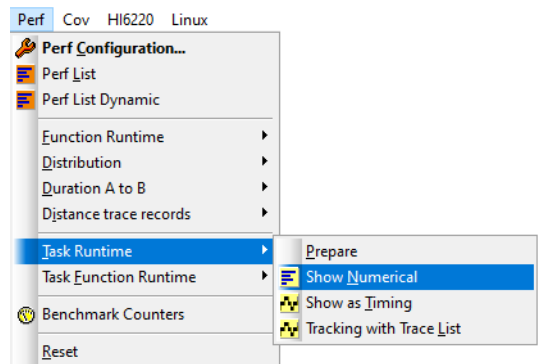 Perf Cov HI6220 Linux
Perf Configuration...
Perf List
Perf List Dynamic
Function Runtime
Distribution
Duration A to B
Distance trace records
Task Runtime
Prepare
Task Function Runtime
Show Numerical
Show as Timing
Benchmark Counters
Tracking with Trace List
Reset